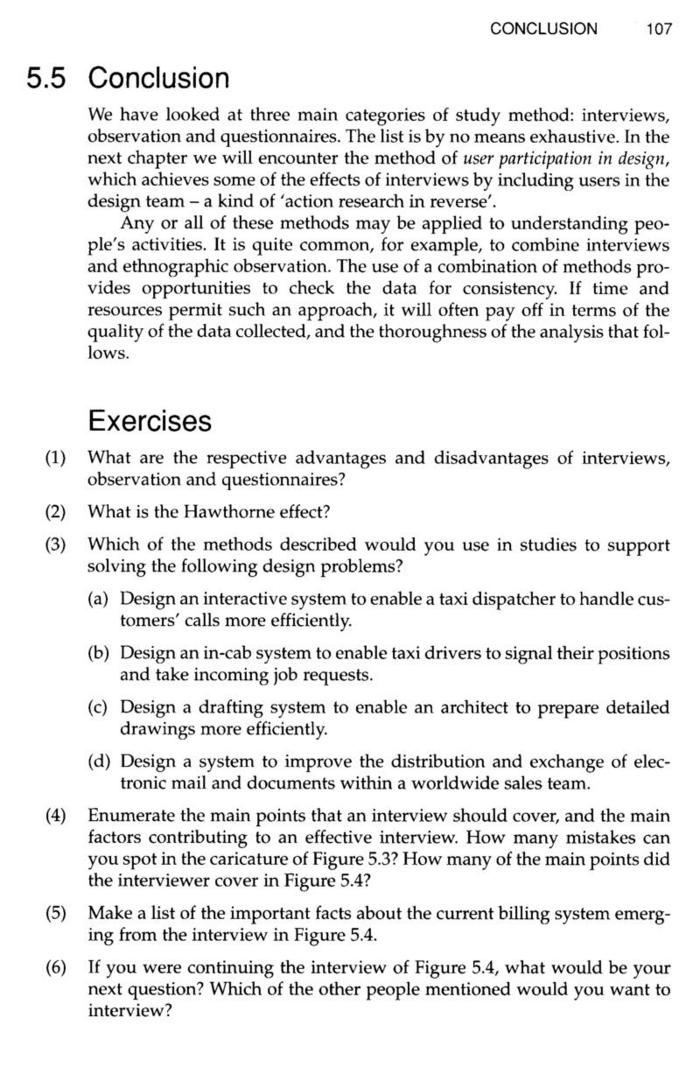 CONCLUSION 107
5.5 Conclusion
We have looked at three main categories of study method: interviews,
observation and questionnaires. The list is by no means exhaustive. In the
next chapter we will encounter the method of user participation in design,
which achieves some of the effects of interviews by including users in the
design team – a kind of 'action research in reverse'.
Any or all of these methods may be applied to understanding peo-
ple's activities. It is quite common, for example, to combine interviews
and ethnographic observation. The use of a combination of methods pro-
vides opportunities to check the data for consistency. If time and
resources permit such an approach, it will often pay off in terms of the
quality of the data collected, and the thoroughness of the analysis that fol-
lows.
Exercises
(1) What are the respective advantages and disadvantages of interviews,
observation and questionnaires?
(2) What is the Hawthorne effect?
(3) Which of the methods described would you use in studies to support
solving the following design problems?
(a) Design an interactive system to enable a taxi dispatcher to handle cus-
tomers' calls more efficiently.
(b) Design an in-cab system to enable taxi drivers to signal their positions
and take incoming job requests.
(c) Design a drafting system to enable an architect to prepare detailed
drawings more efficiently.
(d) Design a system to improve the distribution and exchange of elec-
tronic mail and documents within a worldwide sales team.
(4) Enumerate the main points that an interview should cover, and the main
factors contributing to an effective interview. How many mistakes can
you spot in the caricature of Figure 5.3? How many of the main points did
the interviewer cover in Figure 5.4?
(5) Make a list of the important facts about the current billing system emerg-
ing from the interview in Figure 5.4.
(6) If you were continuing the interview of Figure 5.4, what would be your
next question? Which of the other people mentioned would you want to
interview?